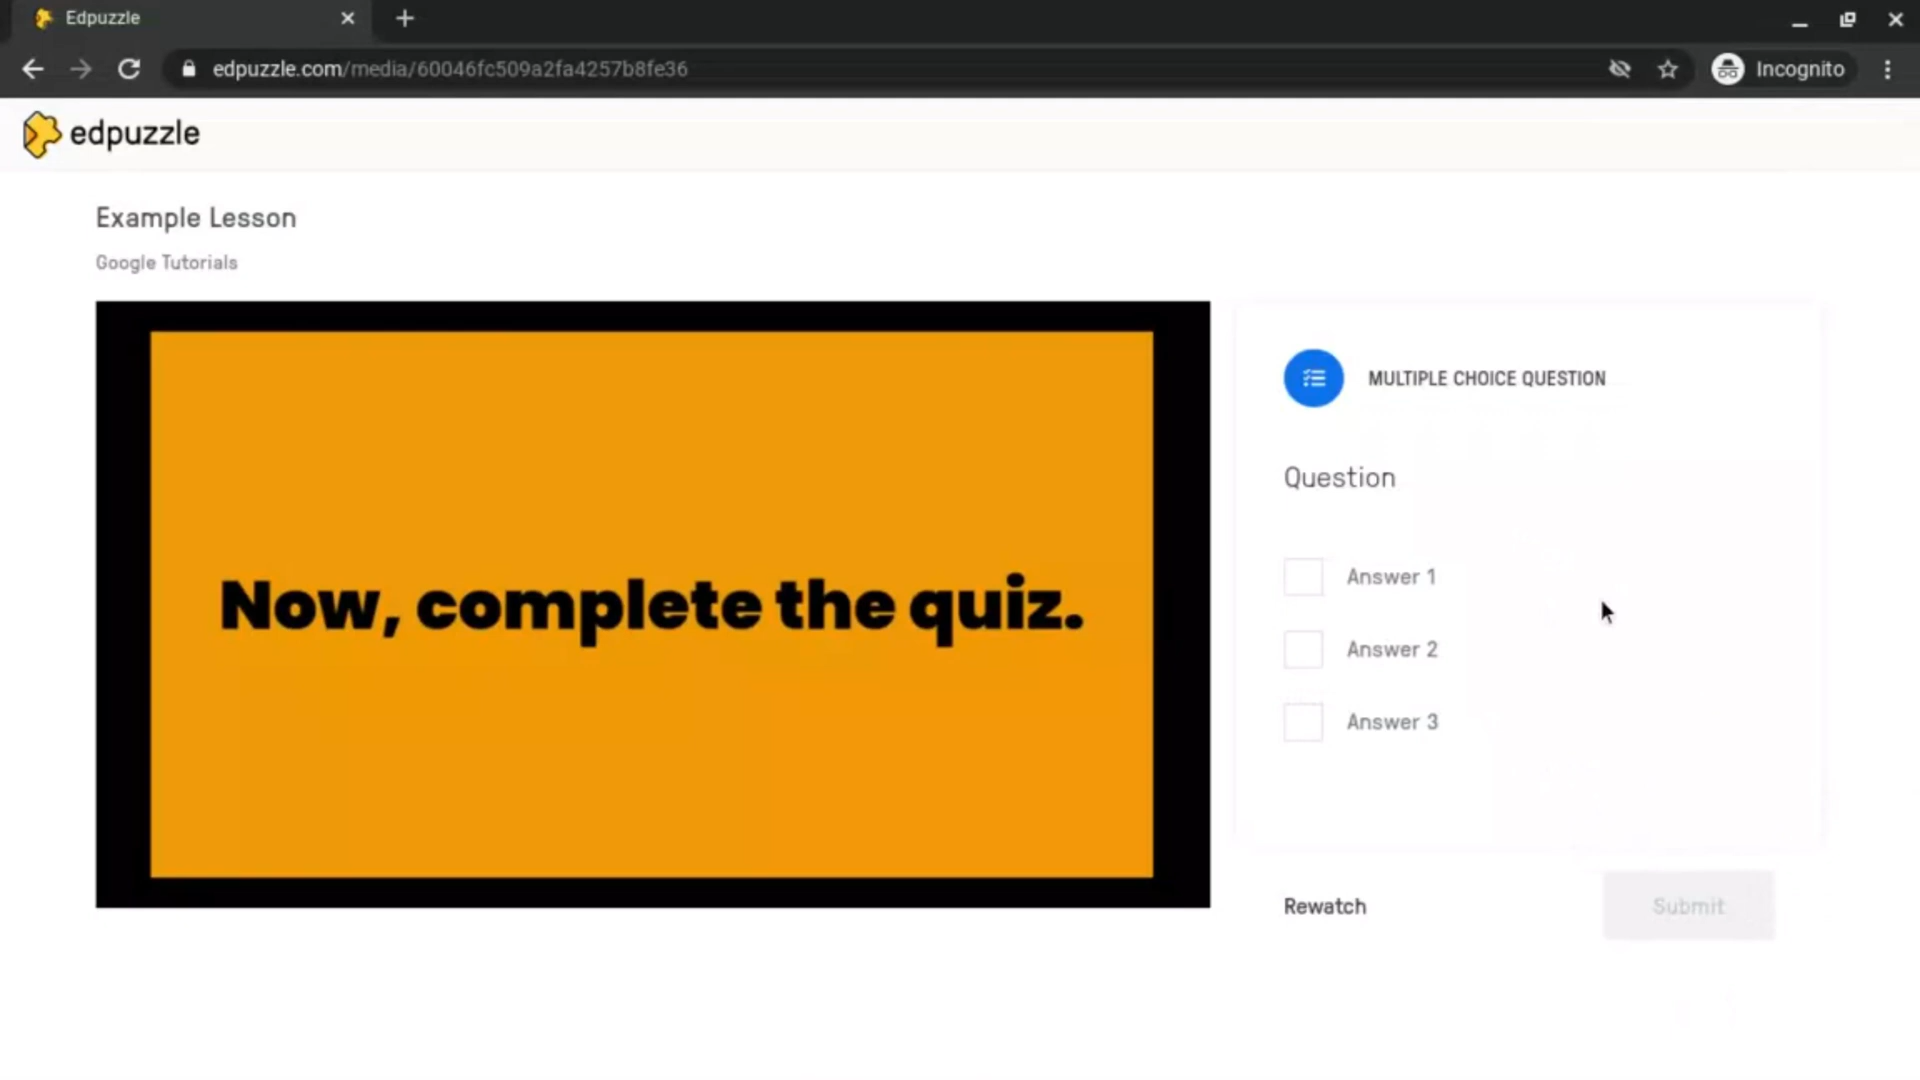 Edpuzzle
edpuzzle.com/media/60046fc509a2fa4257b8fe36
Incognito
edpuzzle
Example Lesson
Google Tutorials
Now, complete the quiz.
MULTIPLE CHOICE QUESTION
Question
Answer 1
Answer 2
Answer 3
Rewatch
Submit